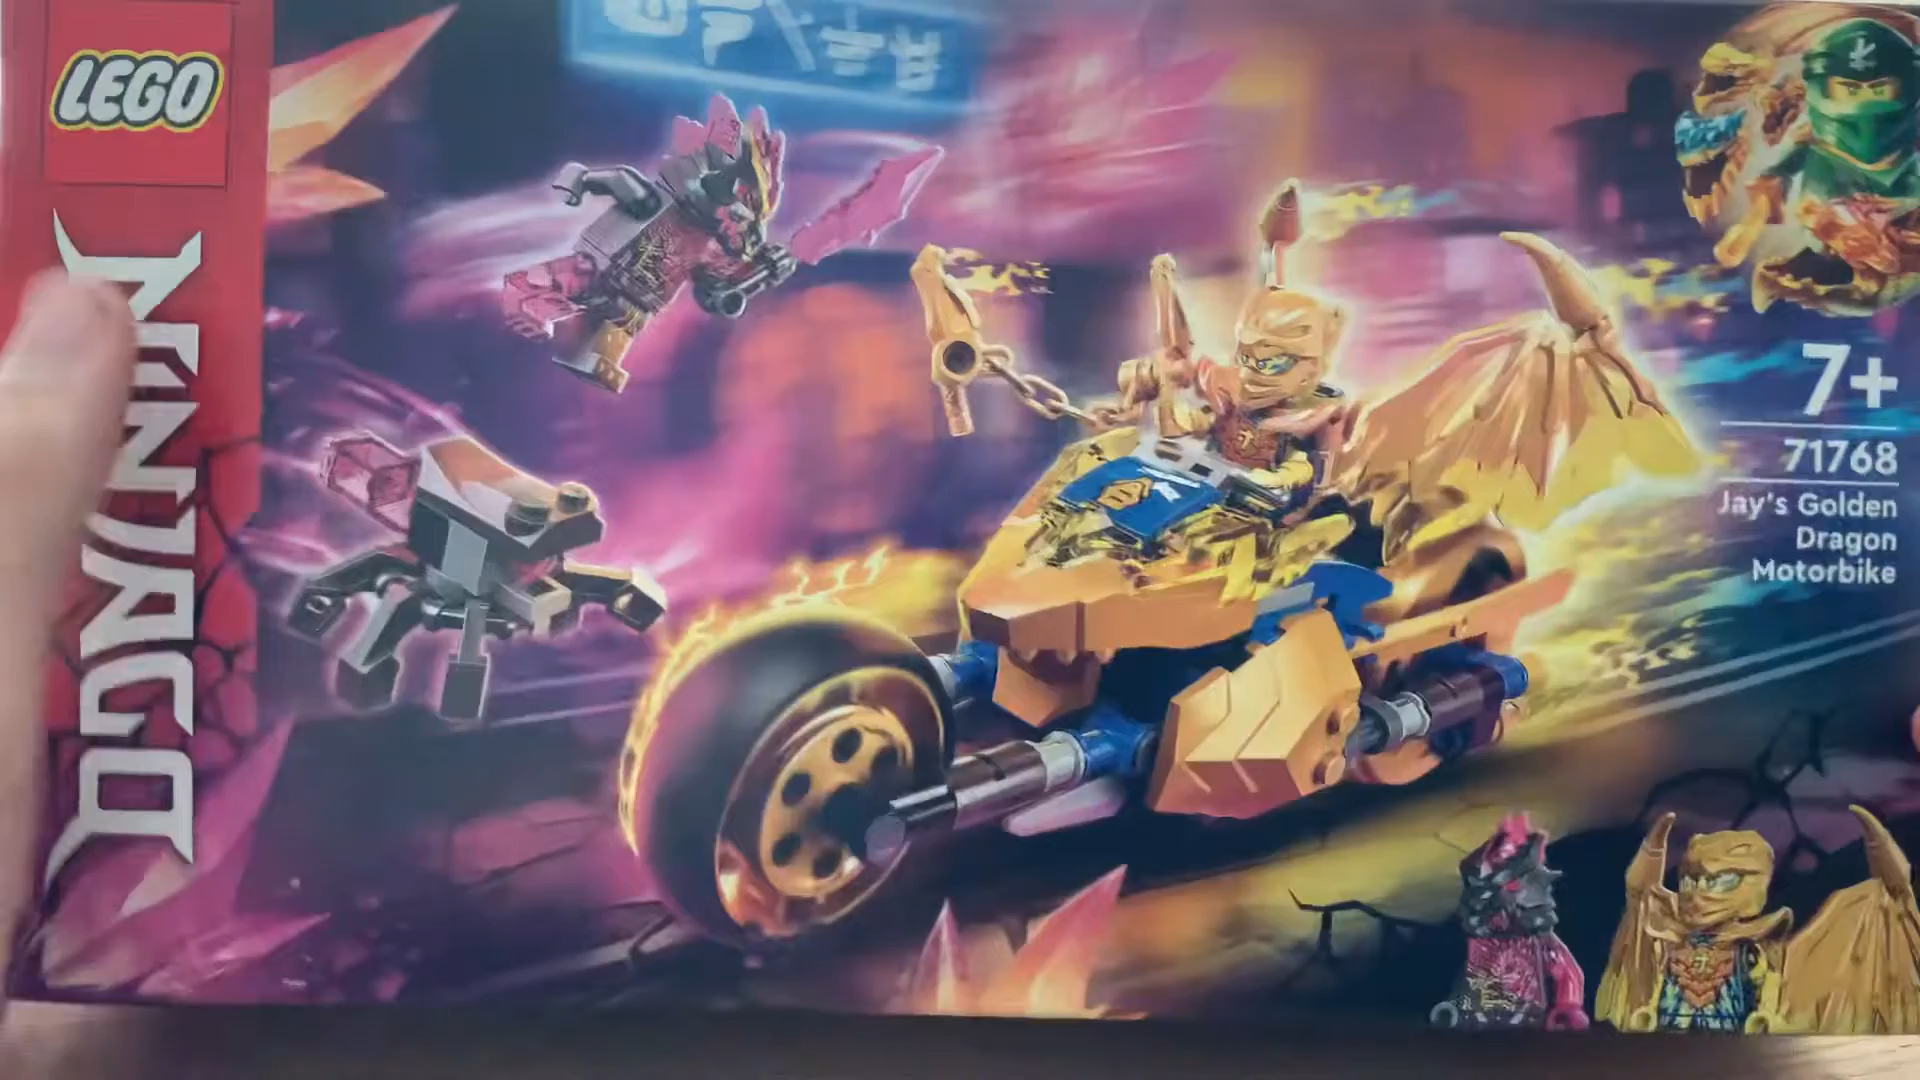 LEGO
NINJAGO
7+
71768
Jay's Golden
Dragon
Motorbike